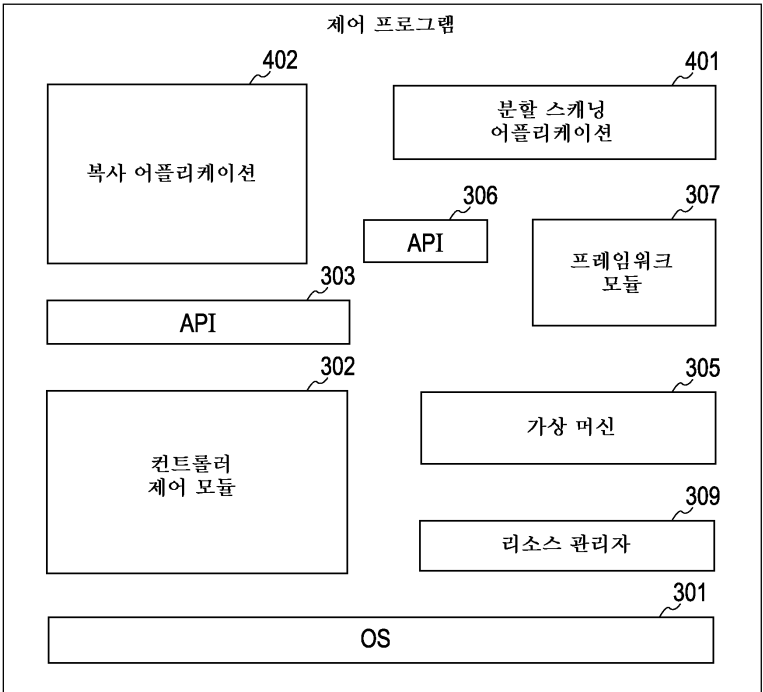 제어 프로그램
402
복사 어플리케이션
401
분할 스캐닝
어플리케이션
306
API
307
프레임워크
모듈
303
API
302
컨트롤러
제어 모듈
305
가상 머신
309
리소스 관리자
301
OS